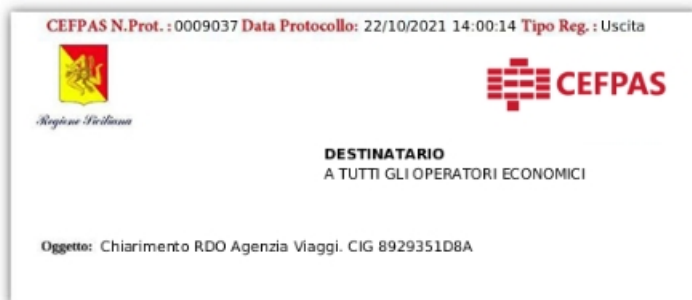 CEFPAS N.Prot. : 0009037 Data Protocollo: 22/10/2021 14:00:14 Tipo Reg. : Uscita
CEFPAS
Regione Siciliana
DESTINATARIO
A TUTTI GLI OPERATORI ECONOMICI
Oggetto: Chiarimento RDO Agenzia Viaggi. CIG 8929351D8A